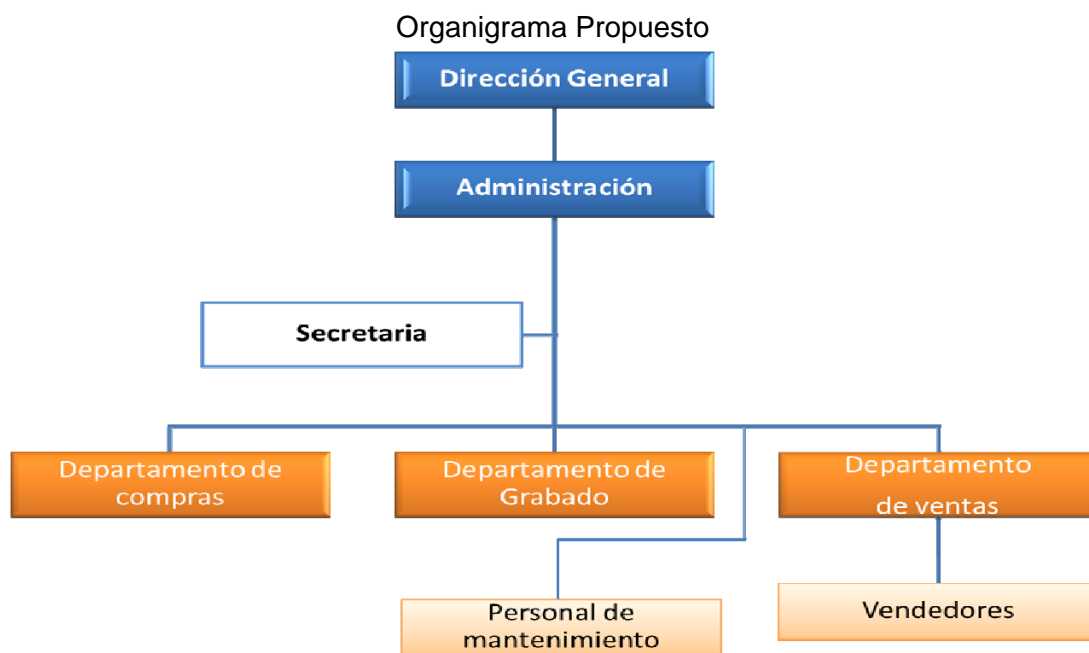 Organigrama Propuesto
Dirección General
Administración
Secretaria
Departamento de
compras
Departamento de
Grabado
Departamento
de ventas
Personal de
mantenimiento
Vendedores